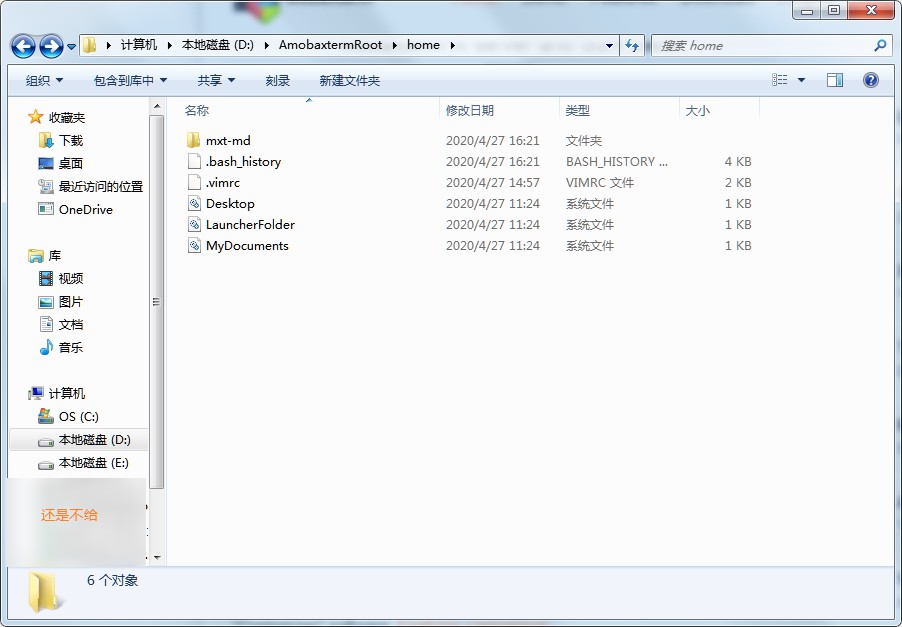 计算机 本地磁盘 (D:) AmobaxtermRoot home
搜索 home
组织 包含到库中 共享 刻录 新建文件夹
名称 修改日期 类型 大小
mxt-md 2020/4/27 16:21 文件夹
.bash_history 2020/4/27 16:21 BASH_HISTORY ... 4 KB
.vimrc 2020/4/27 14:57 VIMRC 文件 2 KB
Desktop 2020/4/27 11:24 系统文件 1 KB
LauncherFolder 2020/4/27 11:24 系统文件 1 KB
MyDocuments 2020/4/27 11:24 系统文件 1 KB
收藏夹
下载
桌面
最近访问的位置
OneDrive
库
视频
图片
文档
音乐
计算机
OS (C:)
本地磁盘 (D:)
本地磁盘 (E:)
还是不给
6 个对象